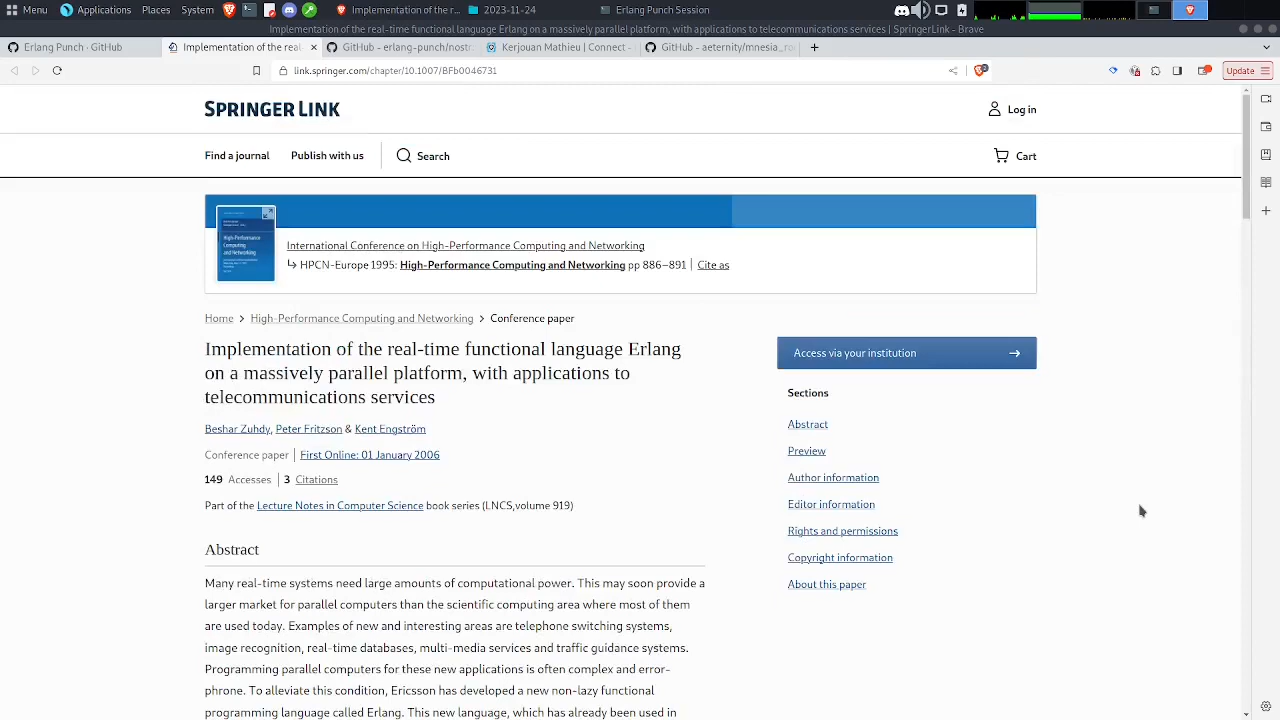 Menu Applications Places System Implementation of the r... 2023-11-24 Erlang Punch Session
Implementation of the real-time functional language Erlang on a massively parallel platform, with applications to telecommunications services | SpringerLink - Brave
Erlang Punch · GitHub Implementation of the real- × GitHub - erlang-punch/nostr Kerjouan Mathieu | Connect - GitHub - aeternity/mnesia_ro +
link.springer.com/chapter/10.1007/BFb0046731 Update
SPRINGER LINK
Log in
Find a journal Publish with us Search Cart
High-Performance
Computing
and Networking
International Conference on High-Performance Computing and Networking
HPCN-Europe 1995: High-Performance Computing and Networking pp 886–891 | Cite as
Home > High-Performance Computing and Networking > Conference paper
Implementation of the real-time functional language Erlang
on a massively parallel platform, with applications to
telecommunications services
Beshar Zuhdy, Peter Fritzson & Kent Engström
Conference paper | First Online: 01 January 2006
149 Accesses | 3 Citations
Part of the Lecture Notes in Computer Science book series (LNCS,volume 919)
Abstract
Many real-time systems need large amounts of computational power. This may soon provide a
larger market for parallel computers than the scientific computing area where most of them
are used today. Examples of new and interesting areas are telephone switching systems,
image recognition, real-time databases, multi-media services and traffic guidance systems.
Programming parallel computers for these new applications is often complex and error-
phrone. To alleviate this condition, Ericsson has developed a new non-lazy functional
programming language called Erlang. This new language, which has already been used in
Access via your institution →
Sections
Abstract
Preview
Author information
Editor information
Rights and permissions
Copyright information
About this paper